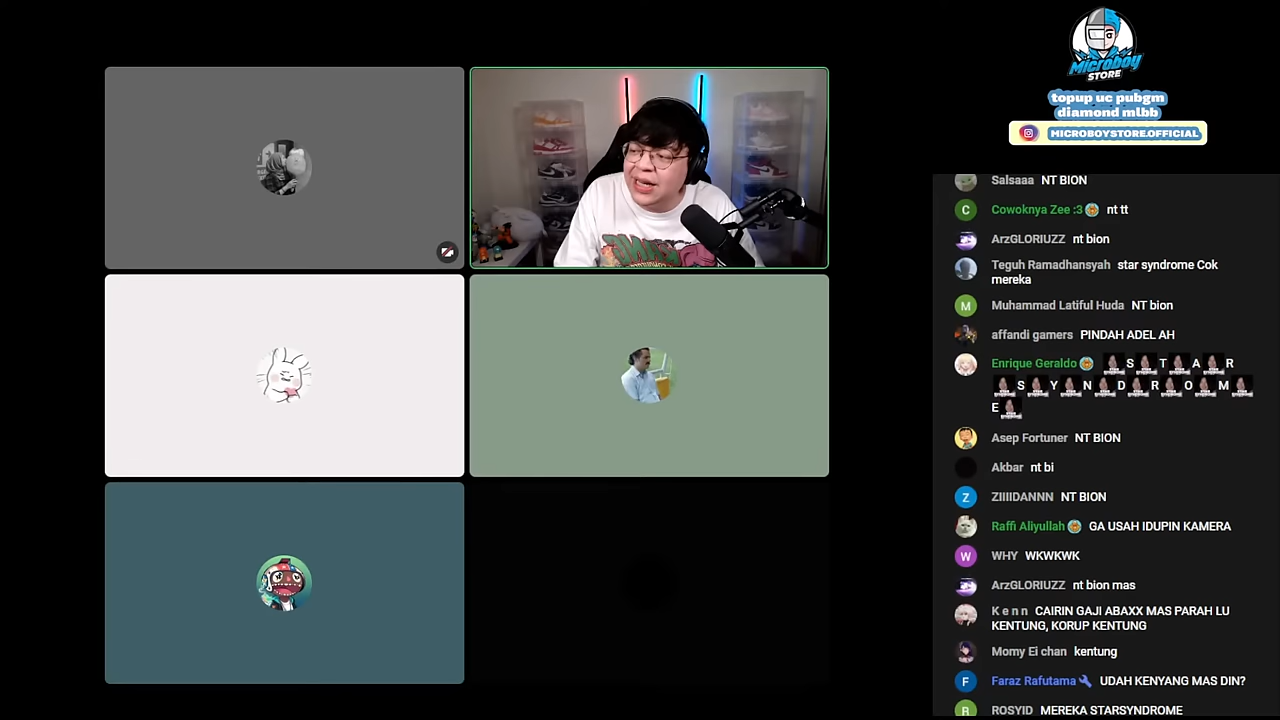 MICROBOY
STORE
topup uc pubgm
diamond mlbb
MICROBOYSTORE.OFFICIAL
Salsaaa NT BION
C Cowoknya Zee :3 nt tt
ArzGLORIUZZ nt bion
Teguh Ramadhansyah star syndrome Cok
mereka
M Muhammad Latiful Huda NT bion
affandi gamers PINDAH ADEL AH
Enrique Geraldo S T A R
S Y N D R O M
E
Asep Fortuner NT BION
Akbar nt bi
Z ZIIIIDANNN NT BION
Raffi Aliyullah GA USAH IDUPIN KAMERA
W WHY WKWKWK
ArzGLORIUZZ nt bion mas
K e n n CAIRIN GAJI ABAXX MAS PARAH LU
KENTUNG, KORUP KENTUNG
Momy Ei chan kentung
F Faraz Rafutama UDAH KENYANG MAS DIN?
R ROSYID MEREKA STARSYNDROME